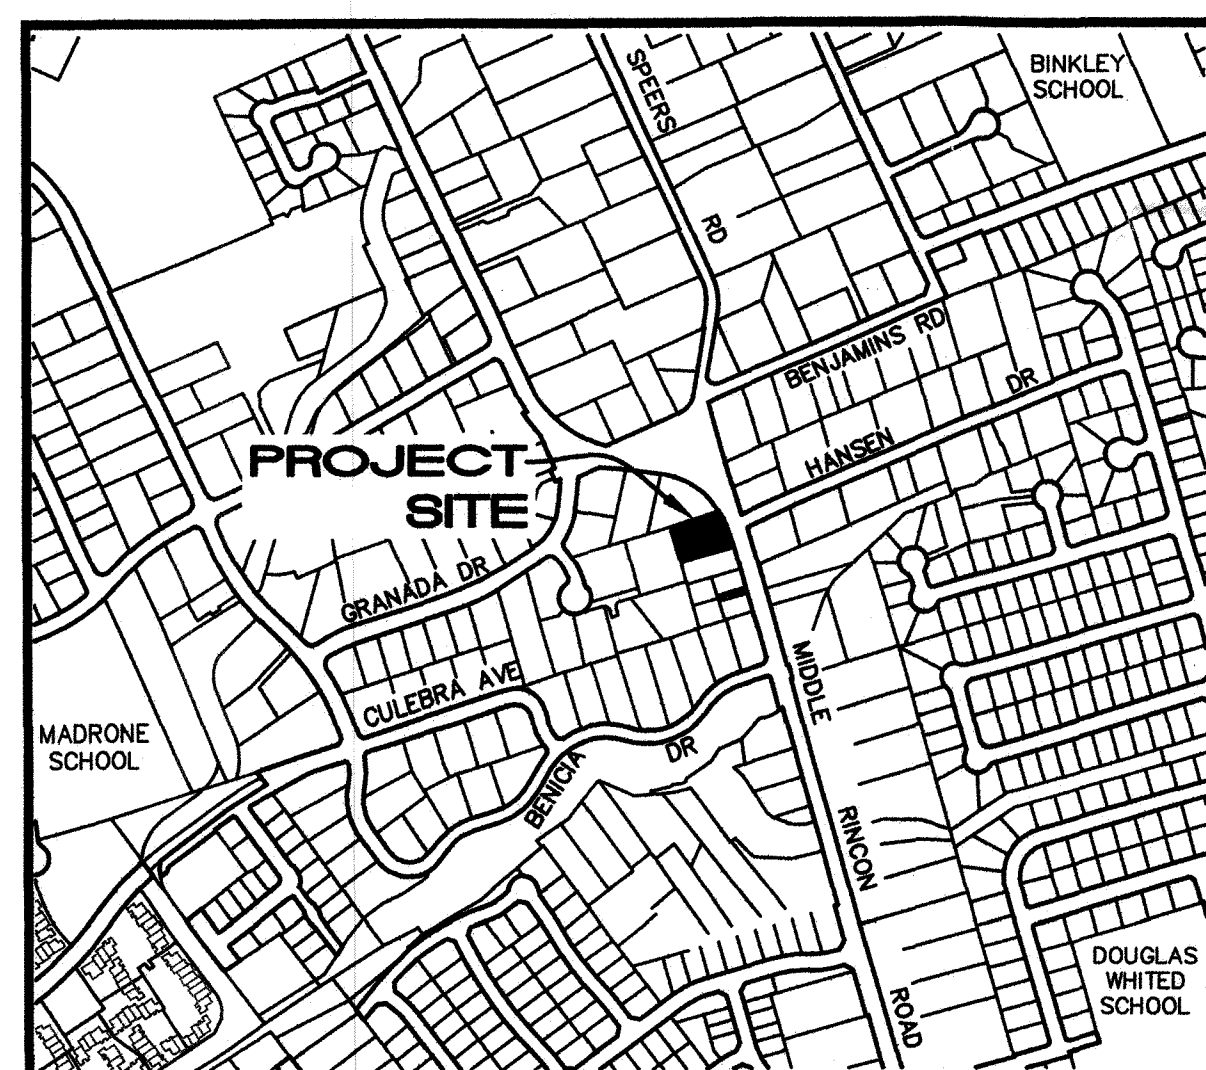 BINKLEY
SCHOOL
SPEERS
RD
BENJAMINS RD
DR
HANSEN
PROJECT
SITE
GRANADA DR
CULEBRA AVE
MIDDLE
MADRONE
SCHOOL
DR
BENICIA
RINCON
DOUGLAS
WHITED
SCHOOL
ROAD